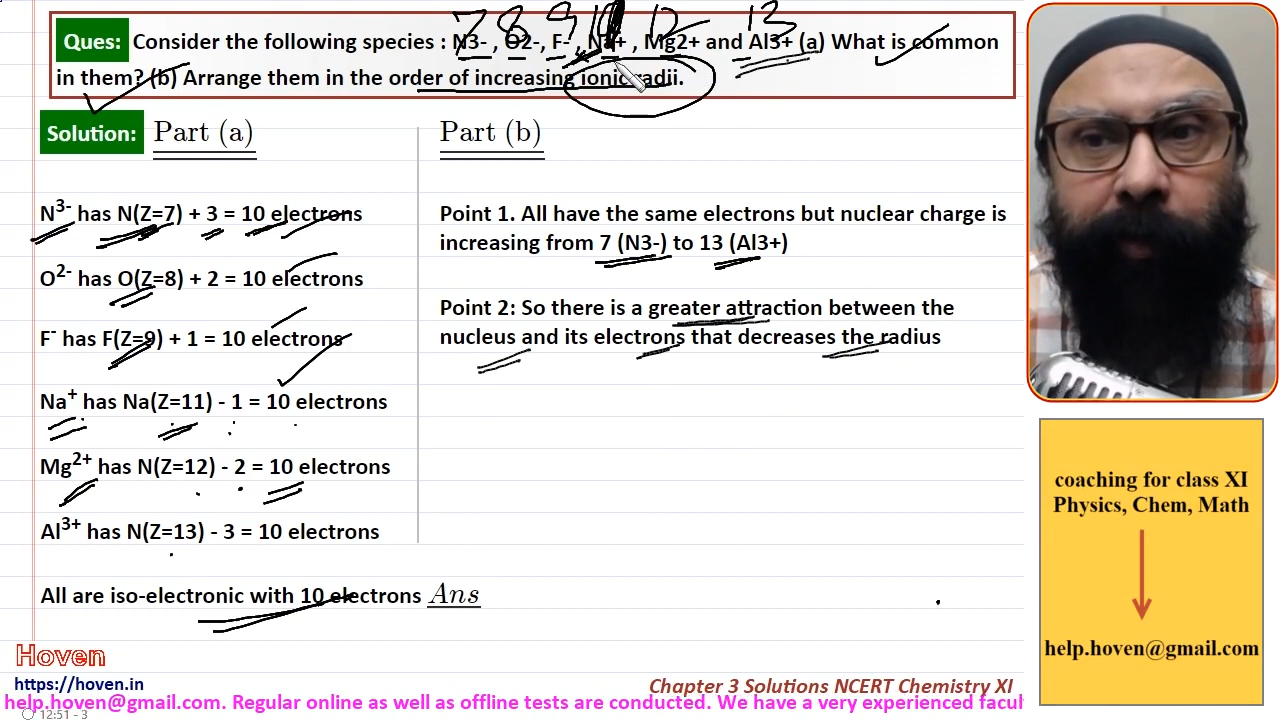 7 8 9 12 13
Ques: Consider the following species : N3- , O2-, F-, Na+ , Mg2+ and Al3+ (a) What is common
in them? (b) Arrange them in the order of increasing ionic radii.
Solution: Part (a)
N3- has N(Z=7) + 3 = 10 electrons
O2- has O(Z=8) + 2 = 10 electrons
F- has F(Z=9) + 1 = 10 electrons
Na+ has Na(Z=11) - 1 = 10 electrons
Mg2+ has N(Z=12) - 2 = 10 electrons
Al3+ has N(Z=13) - 3 = 10 electrons
All are iso-electronic with 10 electrons Ans
Part (b)
Point 1. All have the same electrons but nuclear charge is
increasing from 7 (N3-) to 13 (Al3+)
Point 2: So there is a greater attraction between the
nucleus and its electrons that decreases the radius
coaching for class XI
Physics, Chem, Math
help.hoven@gmail.com
Hoven
https://hoven.in
Chapter 3 Solutions NCERT Chemistry XI
help.hoven@gmail.com. Regular online as well as offline tests are conducted. We have a very experienced facul
12:51 - 3